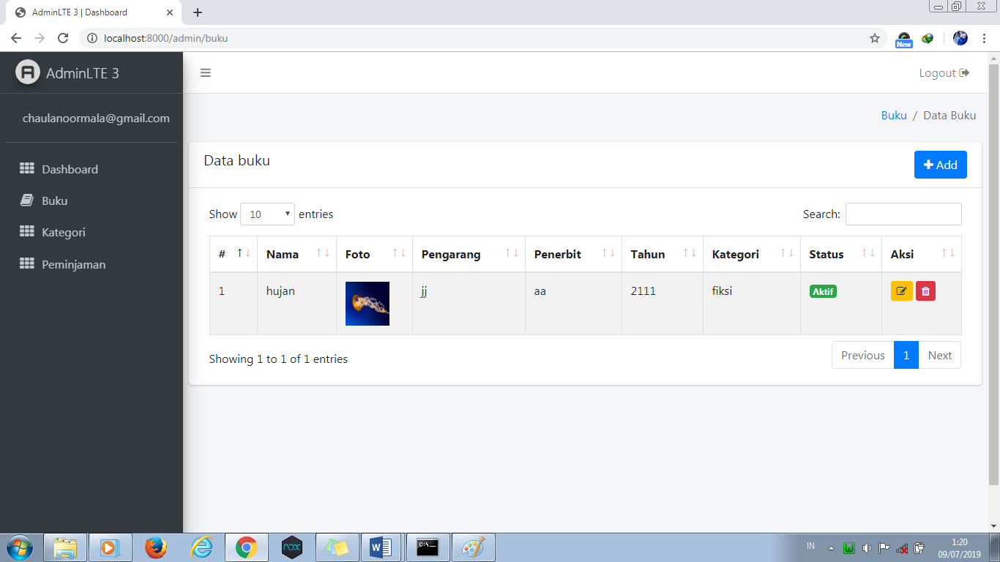 AdminLTE 3 | Dashboard
localhost:8000/admin/buku
New
AdminLTE 3
Logout
chaulanoormala@gmail.com
Buku / Data Buku
Dashboard
Buku
Kategori
Peminjaman
Data buku
Add
Show 10 entries
Search:
# Nama Foto Pengarang Penerbit Tahun Kategori Status Aksi
1 hujan jj aa 2111 fiksi Aktif
Showing 1 to 1 of 1 entries
Previous 1 Next
nox
IN
1:20
09/07/2019